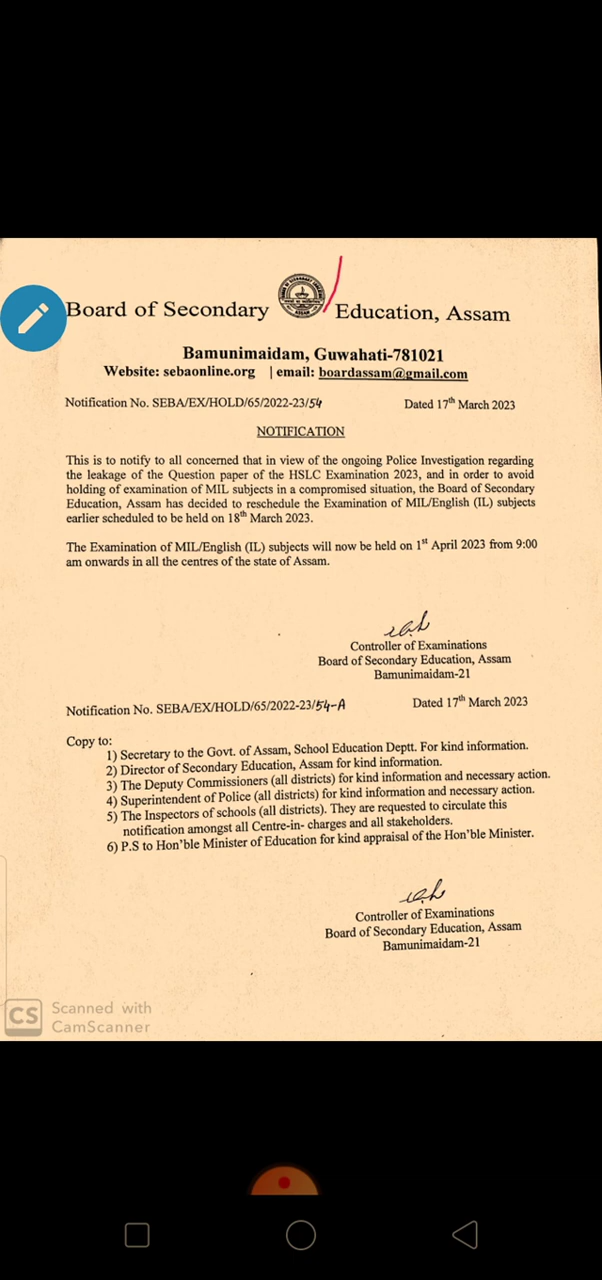 Board of Secondary Education, Assam
Bamunimaidam, Guwahati-781021
Website: sebaonline.org | email: boardassam@gmail.com
Notification No. SEBA/EX/HOLD/65/2022-23/54 Dated 17th March 2023
NOTIFICATION
This is to notify to all concerned that in view of the ongoing Police Investigation regarding
the leakage of the Question paper of the HSLC Examination 2023, and in order to avoid
holding of examination of MIL subjects in a compromised situation, the Board of Secondary
Education, Assam has decided to reschedule the Examination of MIL/English (IL) subjects
earlier scheduled to be held on 18th March 2023.
The Examination of MIL/English (IL) subjects will now be held on 1st April 2023 from 9:00
am onwards in all the centres of the state of Assam.
Controller of Examinations
Board of Secondary Education, Assam
Bamunimaidam-21
Notification No. SEBA/EX/HOLD/65/2022-23/54-A Dated 17th March 2023
Copy to:
1) Secretary to the Govt. of Assam, School Education Deptt. For kind information.
2) Director of Secondary Education, Assam for kind information.
3) The Deputy Commissioners (all districts) for kind information and necessary action.
4) Superintendent of Police (all districts) for kind information and necessary action.
5) The Inspectors of schools (all districts). They are requested to circulate this
notification amongst all Centre-in- charges and all stakeholders.
6) P.S to Hon'ble Minister of Education for kind appraisal of the Hon'ble Minister.
Controller of Examinations
Board of Secondary Education, Assam
Bamunimaidam-21
CS Scanned with
CamScanner